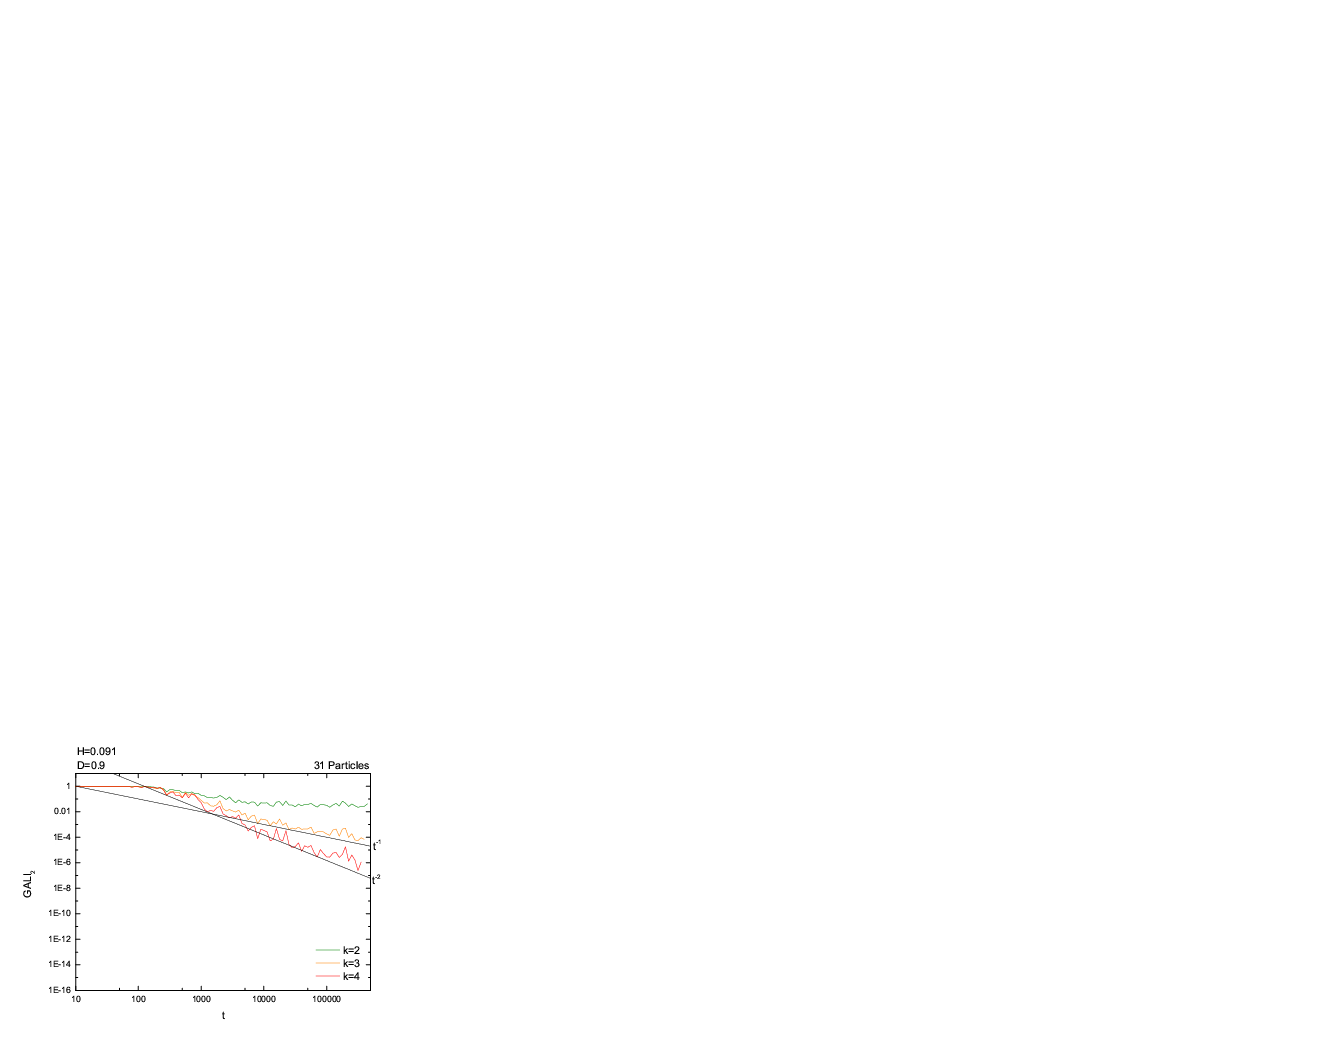 H=0.091
D=0.9
31 Particles
1
0.01
1E-4
1E-6
1E-8
1E-10
1E-12
1E-14
1E-16
GALI2
t-1
t-2
k=2
k=3
k=4
10
100
1000
10000
100000
t